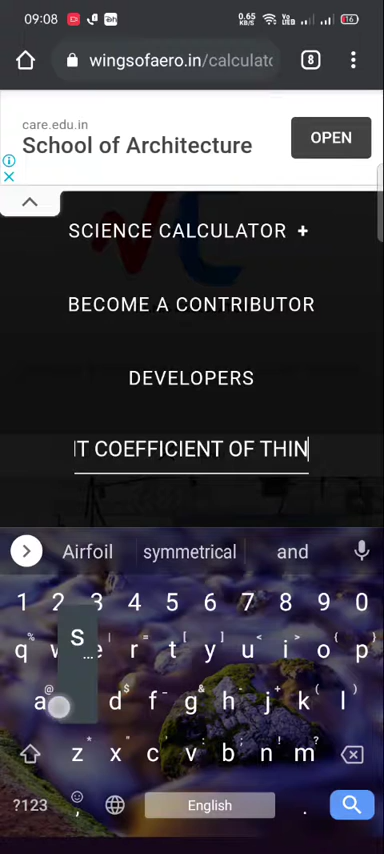 09:08
0.65
KB/S
16
wingsofaero.in/calculato
8
care.edu.in
School of Architecture
OPEN
SCIENCE CALCULATOR +
BECOME A CONTRIBUTOR
DEVELOPERS
T COEFFICIENT OF THIN
Airfoil symmetrical and
1 2 3 4 5 6 7 8 9 0
q w e r t y u i o p
S
...
a d f g h j k l
z x c v b n m
?123 , English .